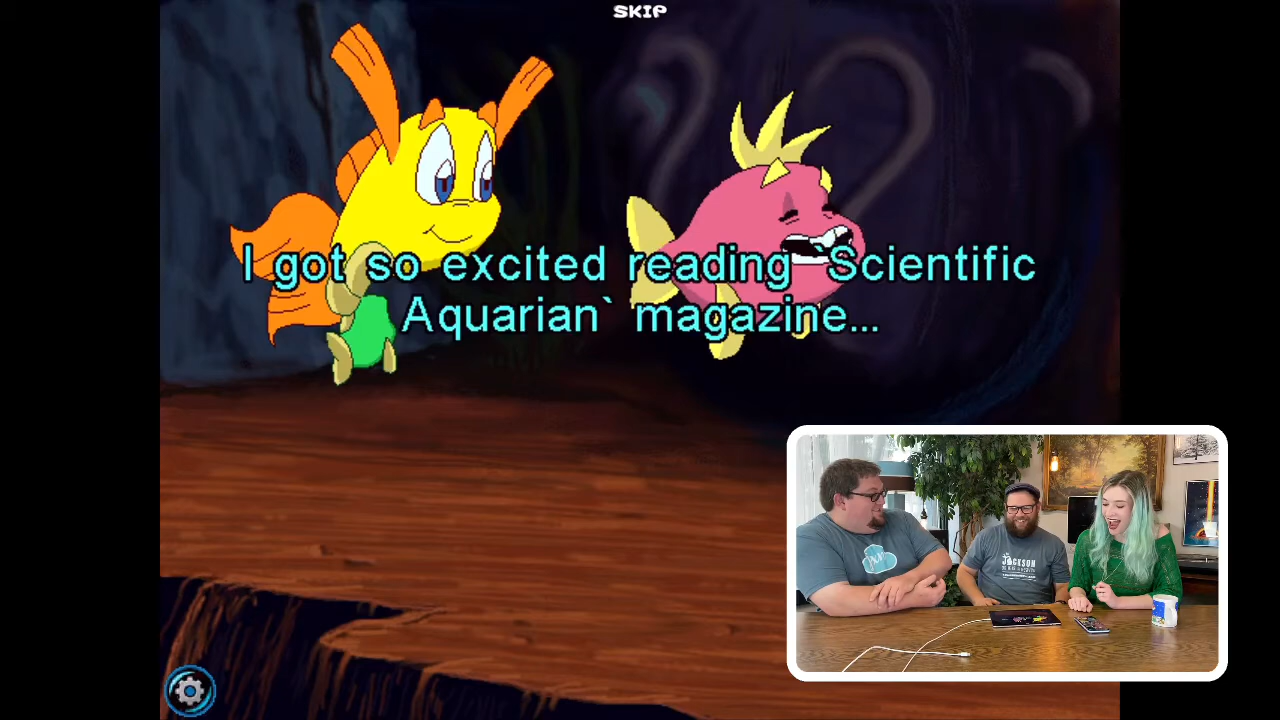 SKIP
I got so excited reading `Scientific
Aquarian` magazine...
JACKSON